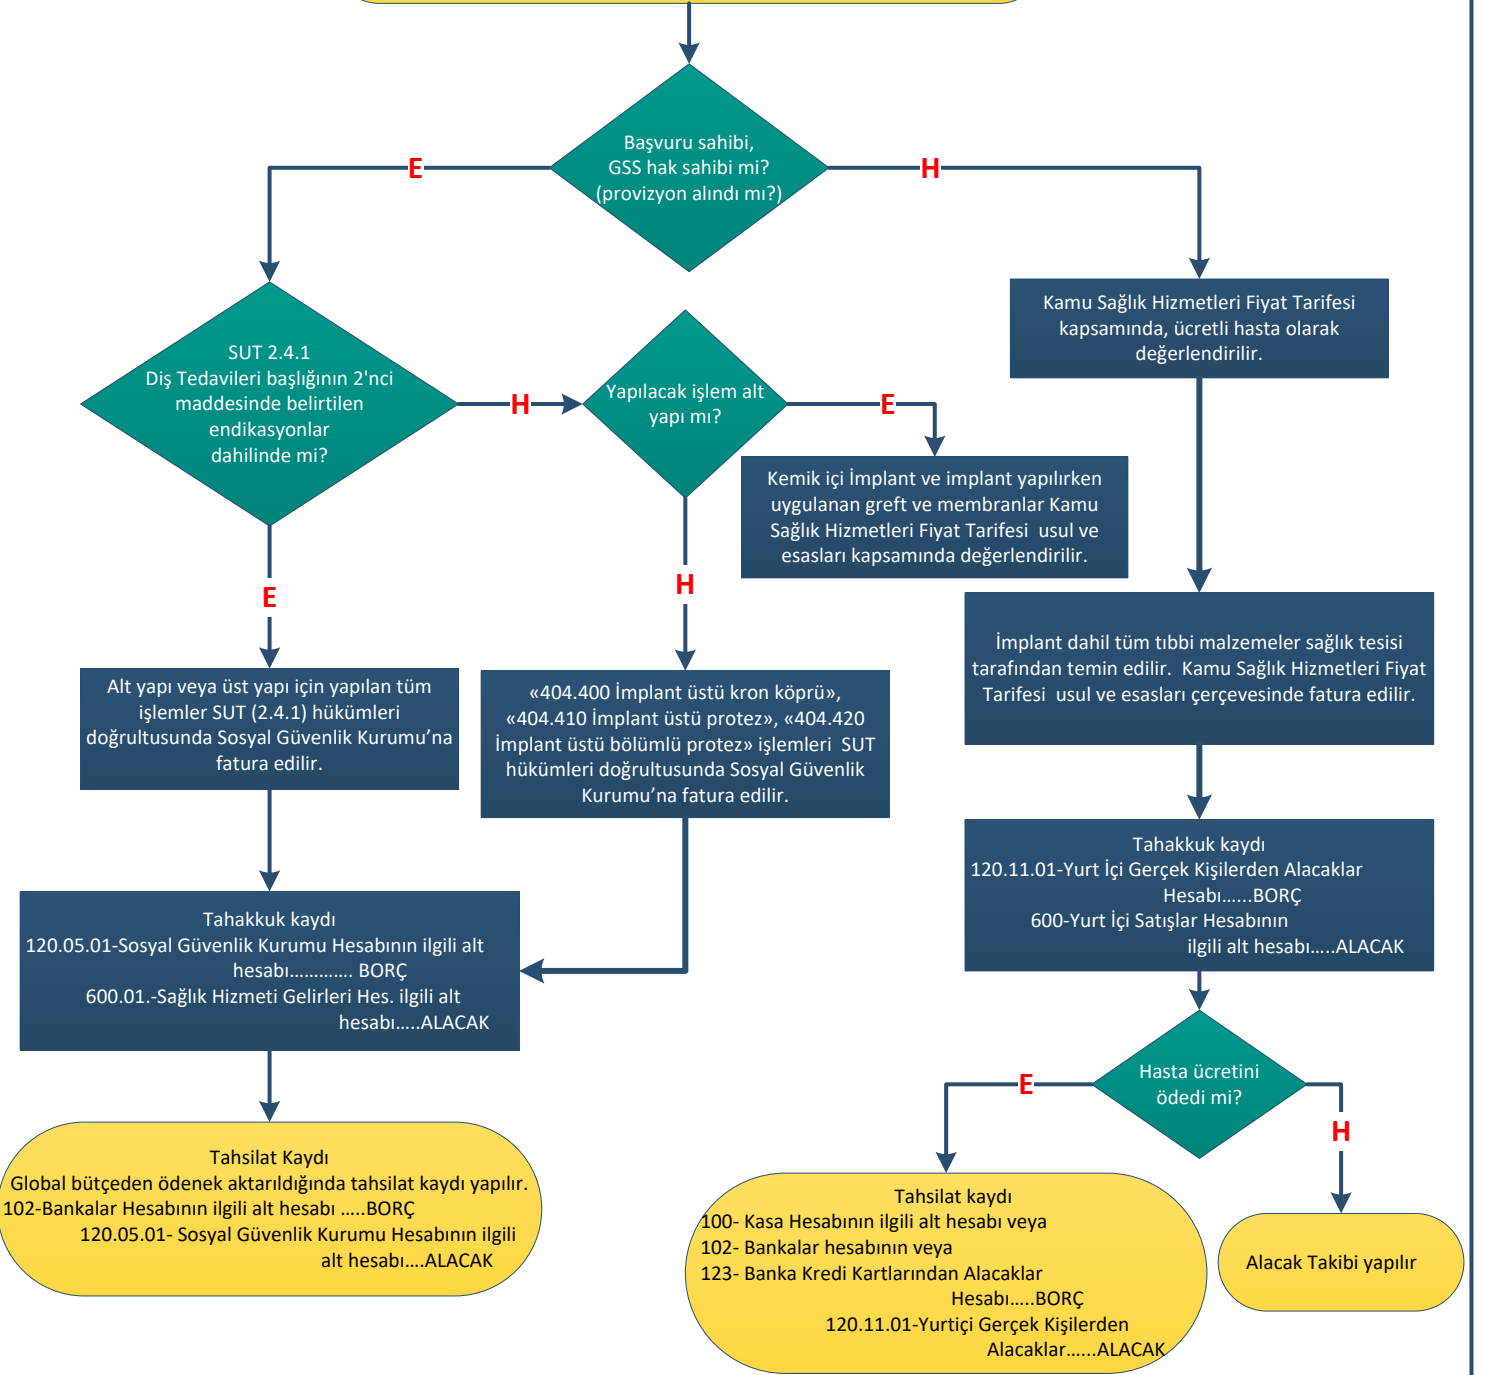 Başvuru sahibi,
GSS hak sahibi mi?
(provizyon alındı mı?)
E
H
SUT 2.4.1
Diş Tedavileri başlığının 2'nci
maddesinde belirtilen
endikasyonlar
dahilinde mi?
H
Yapılacak işlem alt
yapı mı?
E
Kamu Sağlık Hizmetleri Fiyat Tarifesi
kapsamında, ücretli hasta olarak
değerlendirilir.
Kemik içi İmplant ve implant yapılırken
uygulanan greft ve membranlar Kamu
Sağlık Hizmetleri Fiyat Tarifesi  usul ve
esasları kapsamında değerlendirilir.
E
H
Alt yapı veya üst yapı için yapılan tüm
işlemler SUT (2.4.1) hükümleri
doğrultusunda Sosyal Güvenlik Kurumu’na
fatura edilir.
«404.400 İmplant üstü kron köprü»,
«404.410 İmplant üstü protez», «404.420
İmplant üstü bölümlü protez» işlemleri  SUT
hükümleri doğrultusunda Sosyal Güvenlik
Kurumu’na fatura edilir.
İmplant dahil tüm tıbbi malzemeler sağlık tesisi
tarafından temin edilir.  Kamu Sağlık Hizmetleri Fiyat
Tarifesi  usul ve esasları çerçevesinde fatura edilir.
Tahakkuk kaydı
120.11.01-Yurt İçi Gerçek Kişilerden Alacaklar
Hesabı……BORÇ
600-Yurt İçi Satışlar Hesabının
ilgili alt hesabı…..ALACAK
Tahakkuk kaydı
120.05.01-Sosyal Güvenlik Kurumu Hesabının ilgili alt
hesabı…………. BORÇ
600.01.-Sağlık Hizmeti Gelirleri Hes. ilgili alt
hesabı…..ALACAK
Hasta ücretini
ödedi mi?
E
H
Tahsilat Kaydı
Global bütçeden ödenek aktarıldığında tahsilat kaydı yapılır.
102-Bankalar Hesabının ilgili alt hesabı …..BORÇ
120.05.01- Sosyal Güvenlik Kurumu Hesabının ilgili
alt hesabı….ALACAK
Tahsilat kaydı
100- Kasa Hesabının ilgili alt hesabı veya
102- Bankalar hesabının veya
123- Banka Kredi Kartlarından Alacaklar
Hesabı…..BORÇ
120.11.01-Yurtiçi Gerçek Kişilerden
Alacaklar……ALACAK
Alacak Takibi yapılır